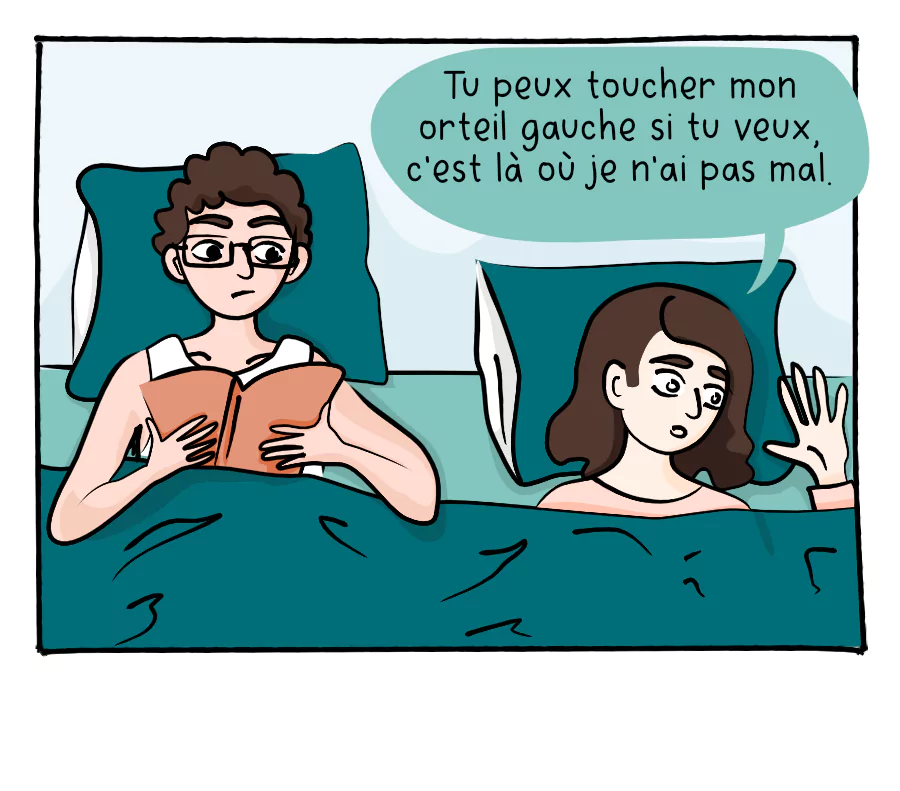 Tu peux toucher mon
orteil gauche si tu veux,
c'est là où je n'ai pas mal.